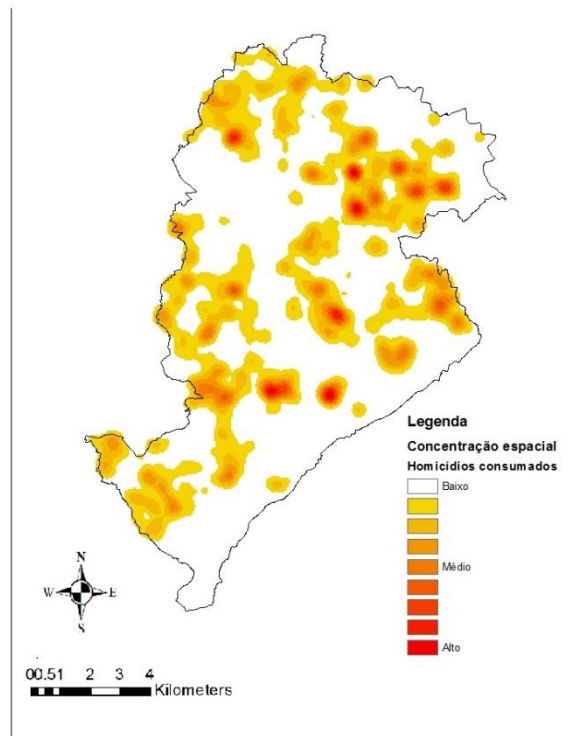 Legenda
Concentração espacial
Homicídios consumados
Baixo
Médio
Alto
N
W E
S
00.51 2 3 4
Kilometers